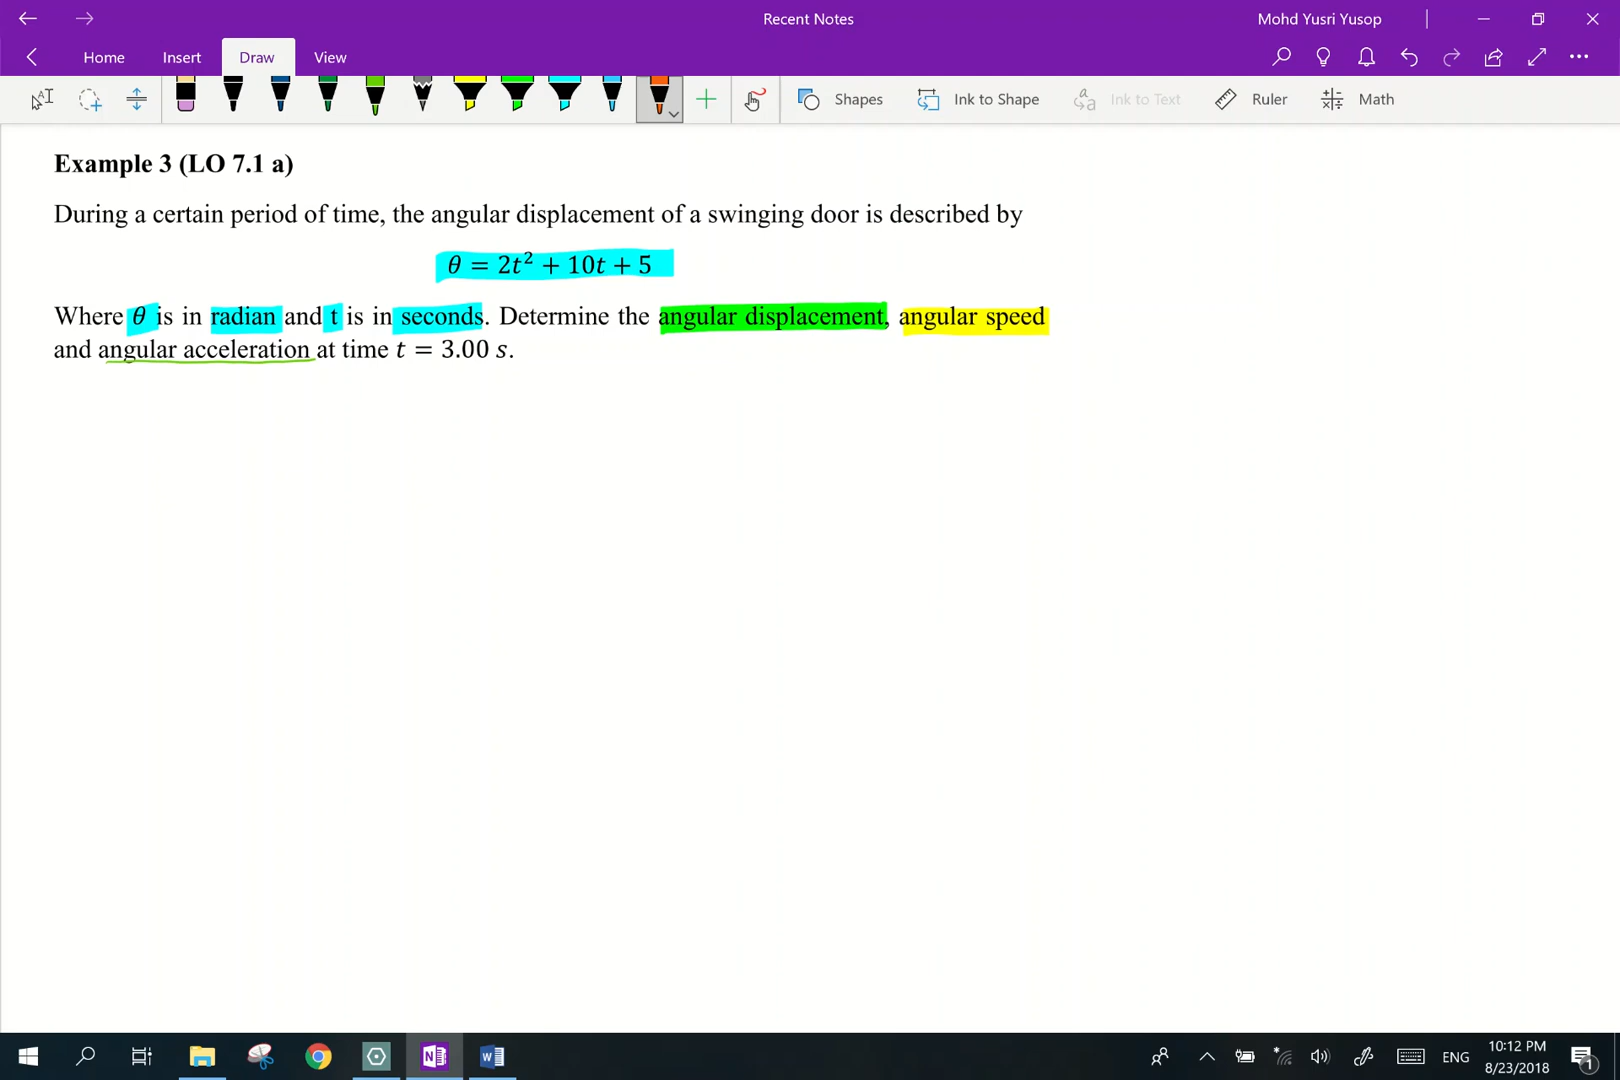 Recent Notes
Mohd Yusri Yusop
Home Insert Draw View
Shapes Ink to Shape Ink to Text Ruler Math
Example 3 (LO 7.1 a)
During a certain period of time, the angular displacement of a swinging door is described by
θ = 2t² + 10t + 5
Where θ is in radian and t is in seconds. Determine the angular displacement, angular speed
and angular acceleration at time t = 3.00 s.
ENG
10:12 PM
8/23/2018
1